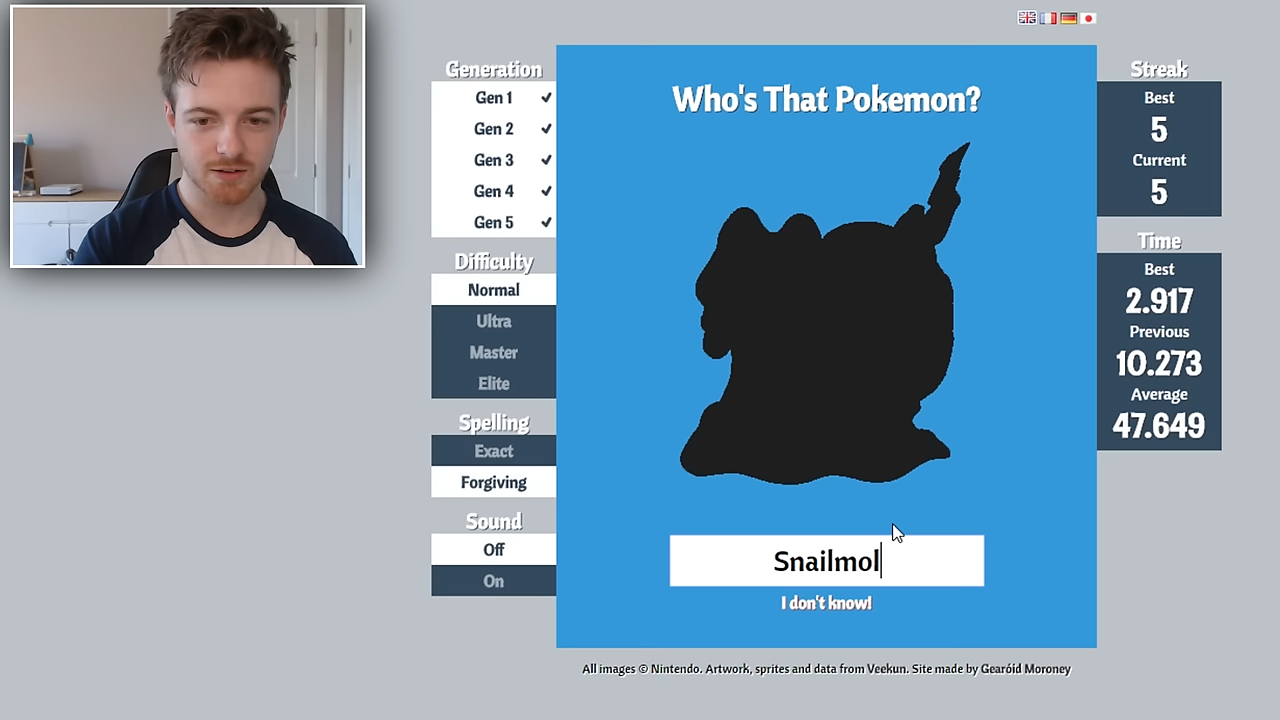 Generation
Gen 1
Gen 2
Gen 3
Gen 4
Gen 5
Difficulty
Normal
Ultra
Master
Elite
Spelling
Exact
Forgiving
Sound
Off
On
Who's That Pokemon?
Snailmol
I don't know!
All images © Nintendo. Artwork, sprites and data from Veekun. Site made by Gearóid Moroney
Streak
Best
5
Current
5
Time
Best
2.917
Previous
10.273
Average
47.649